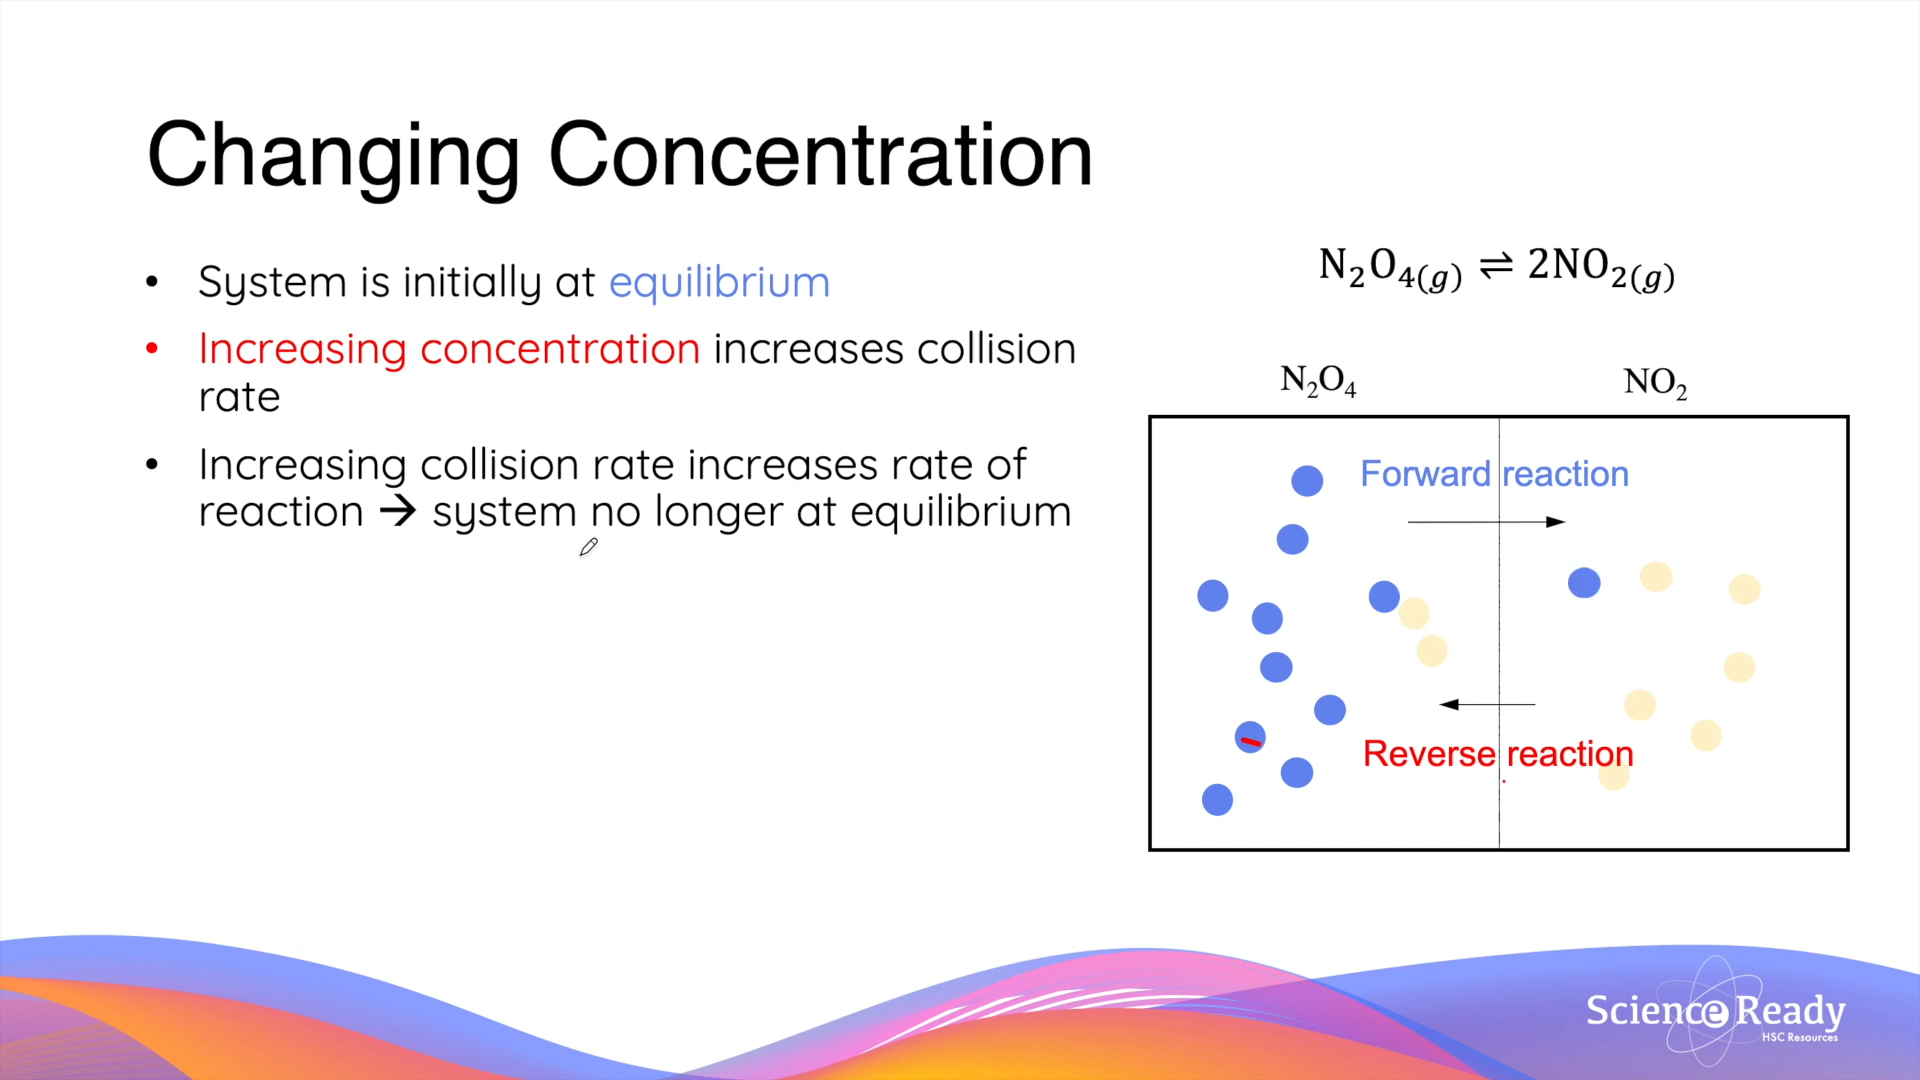 Changing Concentration
• System is initially at equilibrium
• Increasing concentration increases collision
rate
• Increasing collision rate increases rate of
reaction → system no longer at equilibrium
N₂O₄(g) ⇌ 2NO₂(g)
N₂O₄
NO₂
Forward reaction
Reverse reaction
Science Ready
HSC Resources